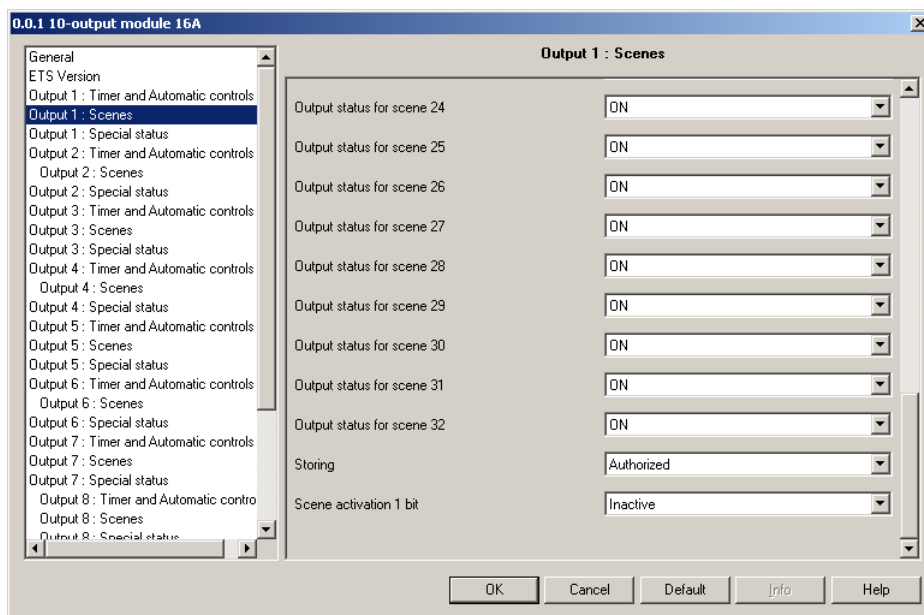 0.0.1 10-output module 16A
General
ETS Version
Output 1 : Timer and Automatic controls
Output 1 : Scenes
Output 1 : Special status
Output 2 : Timer and Automatic controls
Output 2 : Scenes
Output 2 : Special status
Output 3 : Timer and Automatic controls
Output 3 : Scenes
Output 3 : Special status
Output 4 : Timer and Automatic controls
Output 4 : Scenes
Output 4 : Special status
Output 5 : Timer and Automatic controls
Output 5 : Scenes
Output 5 : Special status
Output 6 : Timer and Automatic controls
Output 6 : Scenes
Output 6 : Special status
Output 7 : Timer and Automatic controls
Output 7 : Scenes
Output 7 : Special status
Output 8 : Timer and Automatic contro
Output 8 : Scenes
Output 8 : Special status
Output 1 : Scenes
Output status for scene 24 ON
Output status for scene 25 ON
Output status for scene 26 ON
Output status for scene 27 ON
Output status for scene 28 ON
Output status for scene 29 ON
Output status for scene 30 ON
Output status for scene 31 ON
Output status for scene 32 ON
Storing Authorized
Scene activation 1 bit Inactive
OK Cancel Default Info Help